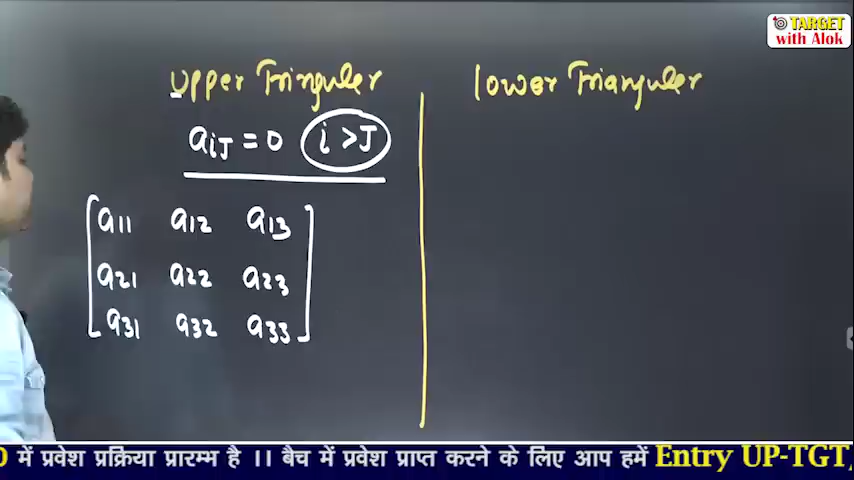 TARGET
with Alok
Upper Tringuler
lower Trianguler
aij = 0 i > J
a11 a12 a13
a21 a22 a23
a31 a32 a33
D में प्रवेश प्रक्रिया प्रारम्भ है ।। बैच में प्रवेश प्राप्त करने के लिए आप हमें Entry UP-TGT,